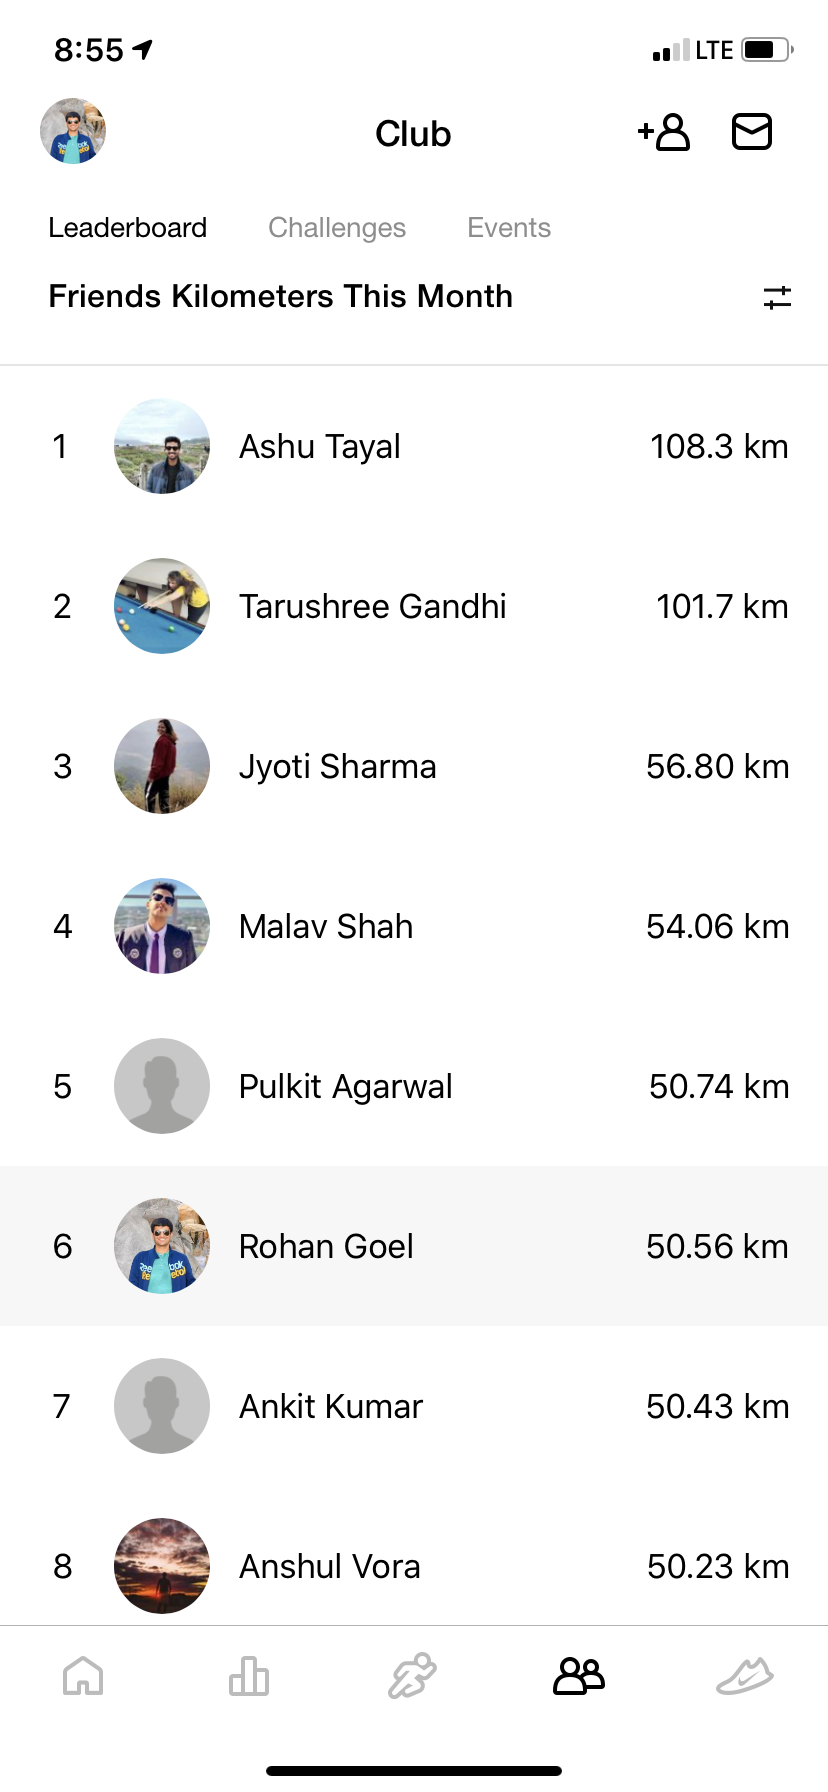 8:55 LTE
Club
Leaderboard Challenges Events
Friends Kilometers This Month
1 Ashu Tayal 108.3 km
2 Tarushree Gandhi 101.7 km
3 Jyoti Sharma 56.80 km
4 Malav Shah 54.06 km
5 Pulkit Agarwal 50.74 km
6 Rohan Goel 50.56 km
7 Ankit Kumar 50.43 km
8 Anshul Vora 50.23 km